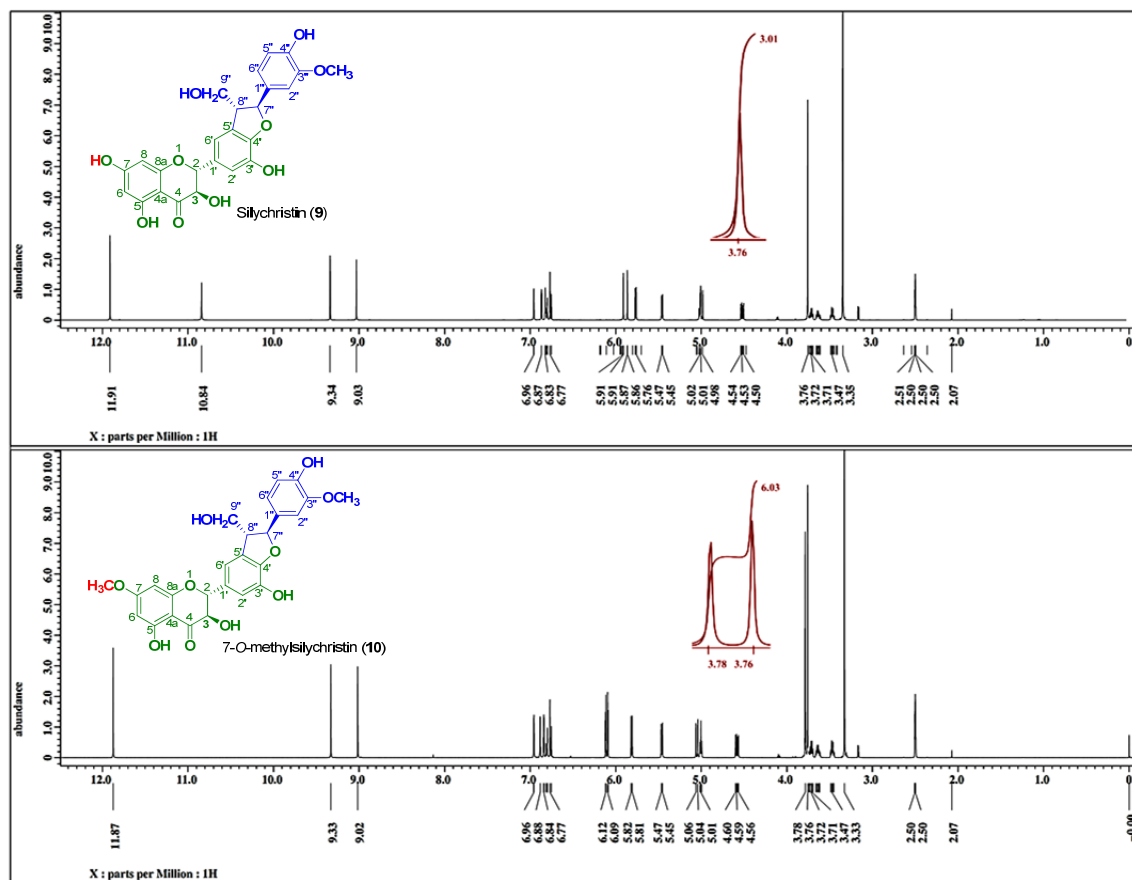 10.0
9.0
8.0
7.0
6.0
5.0
4.0
3.0
2.0
1.0
0
abundance
OH
4''
5''
3''
OCH3
6''
2''
1''
9''
HOH2C
8''
7''
O
5'
4'
6'
3'
OH
1'
2'
HO
7
8
8a
O
1
2
6
5
4a
4
3
OH
OH
O
Silychristin (9)
3.01
3.76
12.0 11.0 10.0 9.0 8.0 7.0 6.0 5.0 4.0 3.0 2.0 1.0 0
11.91 10.84 9.34 9.03 6.96 6.87 6.83 6.77 5.91 5.91 5.87 5.86 5.76 5.47 5.45 5.02 5.01 4.98 4.54 4.53 4.50 3.76 3.72 3.71 3.47 3.35 2.51 2.50 2.50 2.50 2.07
X : parts per Million : 1H
10.0
9.0
8.0
7.0
6.0
5.0
4.0
3.0
2.0
1.0
0
abundance
OH
4''
5''
3''
OCH3
6''
2''
1''
9''
HOH2C
8''
7''
O
5'
4'
6'
3'
OH
1'
2'
H3CO
7
8
8a
O
1
2
6
5
4a
4
3
OH
OH
O
7-O-methylsilychristin (10)
6.03
3.78 3.76
12.0 11.0 10.0 9.0 8.0 7.0 6.0 5.0 4.0 3.0 2.0 1.0 0
11.87 9.33 9.02 6.96 6.88 6.84 6.77 6.12 6.09 5.82 5.81 5.47 5.45 5.06 5.04 5.01 4.60 4.59 4.56 3.78 3.76 3.72 3.71 3.47 3.33 2.50 2.50 2.07 -0.00
X : parts per Million : 1H